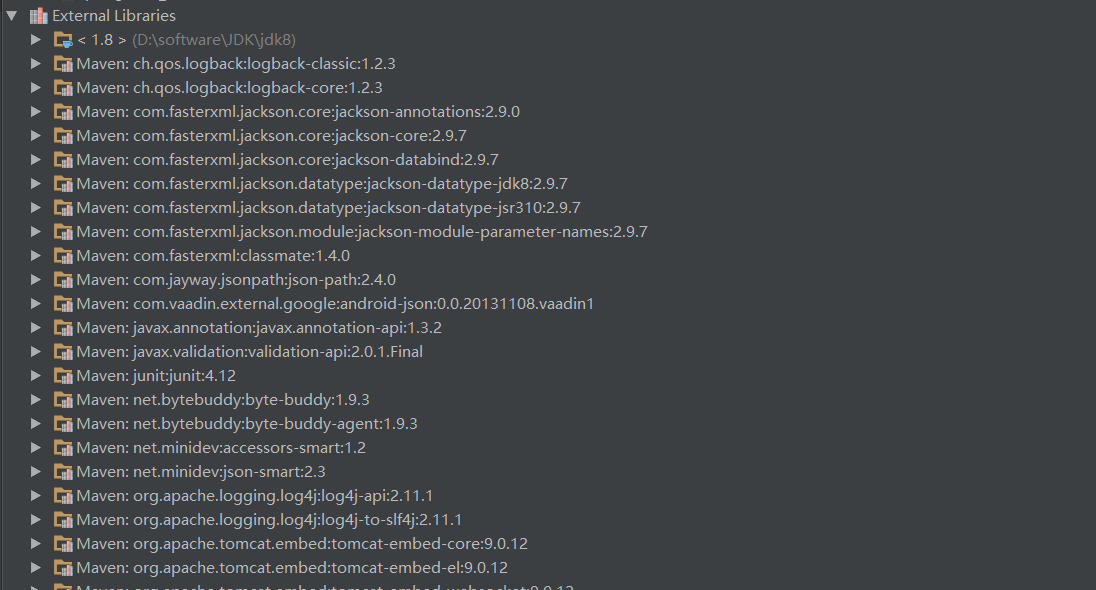 External Libraries
< 1.8 > (D:\software\JDK\jdk8)
Maven: ch.qos.logback:logback-classic:1.2.3
Maven: ch.qos.logback:logback-core:1.2.3
Maven: com.fasterxml.jackson.core:jackson-annotations:2.9.0
Maven: com.fasterxml.jackson.core:jackson-core:2.9.7
Maven: com.fasterxml.jackson.core:jackson-databind:2.9.7
Maven: com.fasterxml.jackson.datatype:jackson-datatype-jdk8:2.9.7
Maven: com.fasterxml.jackson.datatype:jackson-datatype-jsr310:2.9.7
Maven: com.fasterxml.jackson.module:jackson-module-parameter-names:2.9.7
Maven: com.fasterxml:classmate:1.4.0
Maven: com.jayway.jsonpath:json-path:2.4.0
Maven: com.vaadin.external.google:android-json:0.0.20131108.vaadin1
Maven: javax.annotation:javax.annotation-api:1.3.2
Maven: javax.validation:validation-api:2.0.1.Final
Maven: junit:junit:4.12
Maven: net.bytebuddy:byte-buddy:1.9.3
Maven: net.bytebuddy:byte-buddy-agent:1.9.3
Maven: net.minidev:accessors-smart:1.2
Maven: net.minidev:json-smart:2.3
Maven: org.apache.logging.log4j:log4j-api:2.11.1
Maven: org.apache.logging.log4j:log4j-to-slf4j:2.11.1
Maven: org.apache.tomcat.embed:tomcat-embed-core:9.0.12
Maven: org.apache.tomcat.embed:tomcat-embed-el:9.0.12
Maven: org.apache.tomcat.embed:tomcat-embed-websocket:9.0.12